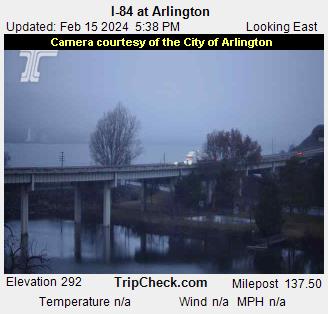 I-84 at Arlington
Updated: Feb 15 2024 5:38 PM Looking East
Camera courtesy of the City of Arlington
Elevation 292 TripCheck.com Milepost 137.50
Temperature n/a Wind n/a MPH n/a